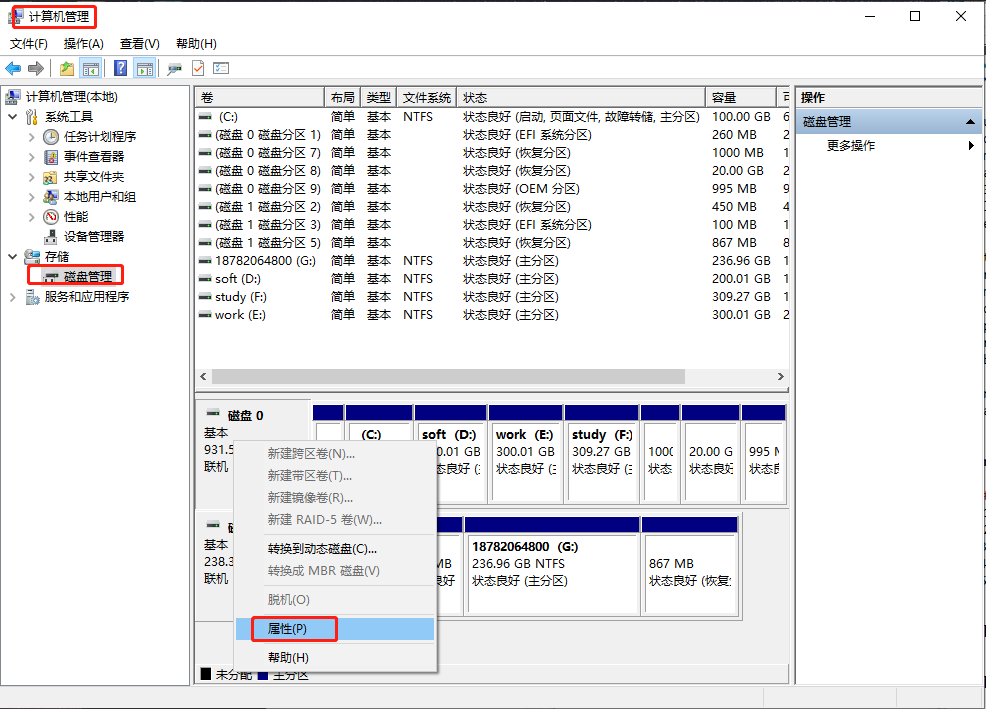 计算机管理
文件(F) 操作(A) 查看(V) 帮助(H)
计算机管理(本地)
系统工具
任务计划程序
事件查看器
共享文件夹
本地用户和组
性能
设备管理器
存储
磁盘管理
服务和应用程序
卷 布局 类型 文件系统 状态 容量
(C:) 简单 基本 NTFS 状态良好 (启动, 页面文件, 故障转储, 主分区) 100.00 GB 6
(磁盘 0 磁盘分区 1) 简单 基本 状态良好 (EFI 系统分区) 260 MB 2
(磁盘 0 磁盘分区 7) 简单 基本 状态良好 (恢复分区) 1000 MB 1
(磁盘 0 磁盘分区 8) 简单 基本 状态良好 (恢复分区) 20.00 GB 2
(磁盘 0 磁盘分区 9) 简单 基本 状态良好 (OEM 分区) 995 MB 9
(磁盘 1 磁盘分区 2) 简单 基本 状态良好 (恢复分区) 450 MB 4
(磁盘 1 磁盘分区 3) 简单 基本 状态良好 (EFI 系统分区) 100 MB 1
(磁盘 1 磁盘分区 5) 简单 基本 状态良好 (恢复分区) 867 MB 8
18782064800 (G:) 简单 基本 NTFS 状态良好 (主分区) 236.96 GB 1
soft (D:) 简单 基本 NTFS 状态良好 (主分区) 200.01 GB 1
study (F:) 简单 基本 NTFS 状态良好 (主分区) 309.27 GB 1
work (E:) 简单 基本 NTFS 状态良好 (主分区) 300.01 GB 2
操作
磁盘管理
更多操作
磁盘 0
基本
931.5
联机
(C:)
soft (D:)
0.01 GB
状态良好 (主
work (E:)
300.01 GB
状态良好 (主
study (F:)
309.27 GB
状态良好 (主
1000
状态
20.00 G
状态良好
995 M
状态良
基本
238.3
联机
MB
良好
18782064800 (G:)
236.96 GB NTFS
状态良好 (主分区)
867 MB
状态良好 (恢复
新建跨区卷(N)...
新建带区卷(T)...
新建镜像卷(R)...
新建 RAID-5 卷(W)...
转换到动态磁盘(C)...
转换成 MBR 磁盘(V)
脱机(O)
属性(P)
帮助(H)
未分配 主分区